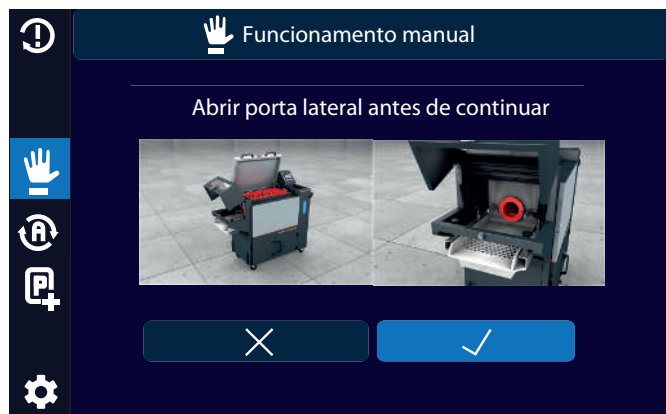 Funcionamento manual
Abrir porta lateral antes de continuar
A
P